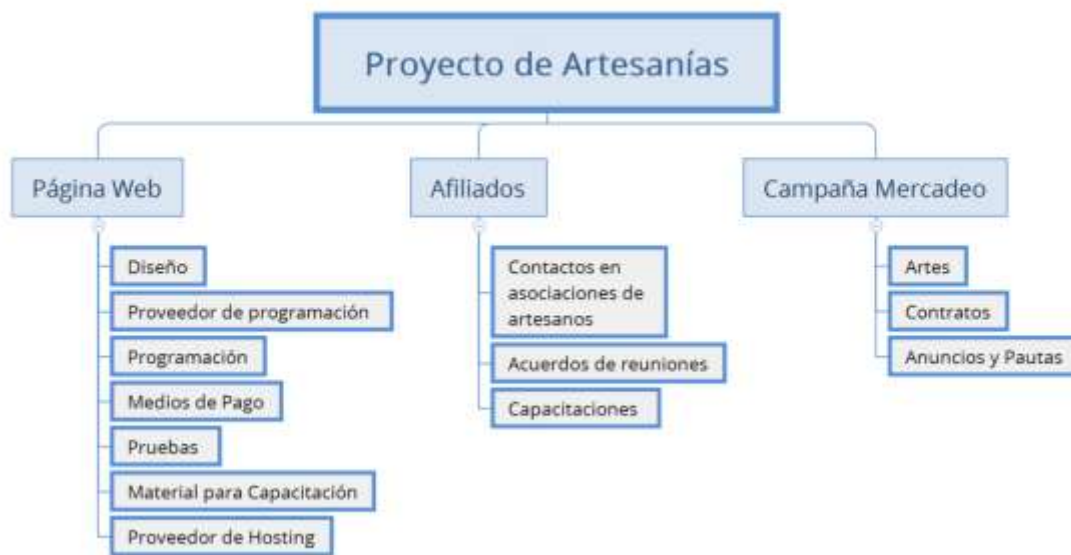 Proyecto de Artesanías
Página Web
Afiliados
Campaña Mercadeo
Diseño
Proveedor de programación
Programación
Medios de Pago
Pruebas
Material para Capacitación
Proveedor de Hosting
Contactos en
asociaciones de
artesanos
Acuerdos de reuniones
Capacitaciones
Artes
Contratos
Anuncios y Pautas